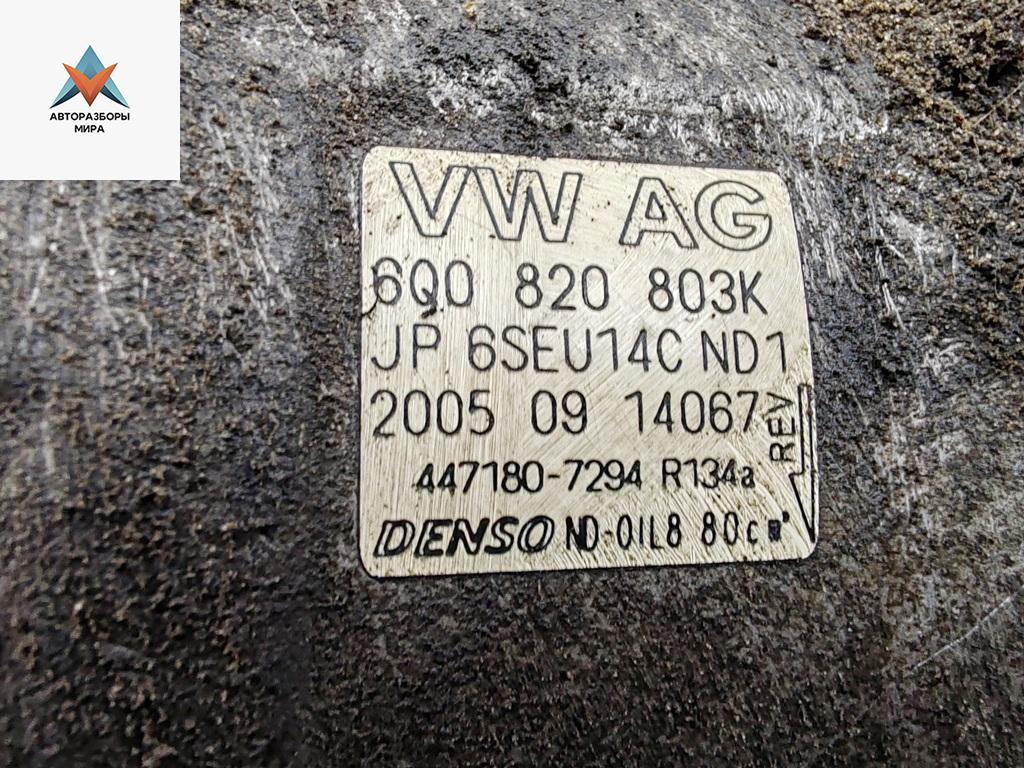 АВТОРАЗБОРЫ
МИРА
VW AG
6Q0 820 803K
JP 6SEU14C ND1
2005 09 14067
REV
447180-7294 R134a
DENSO ND-OIL8 80cm³